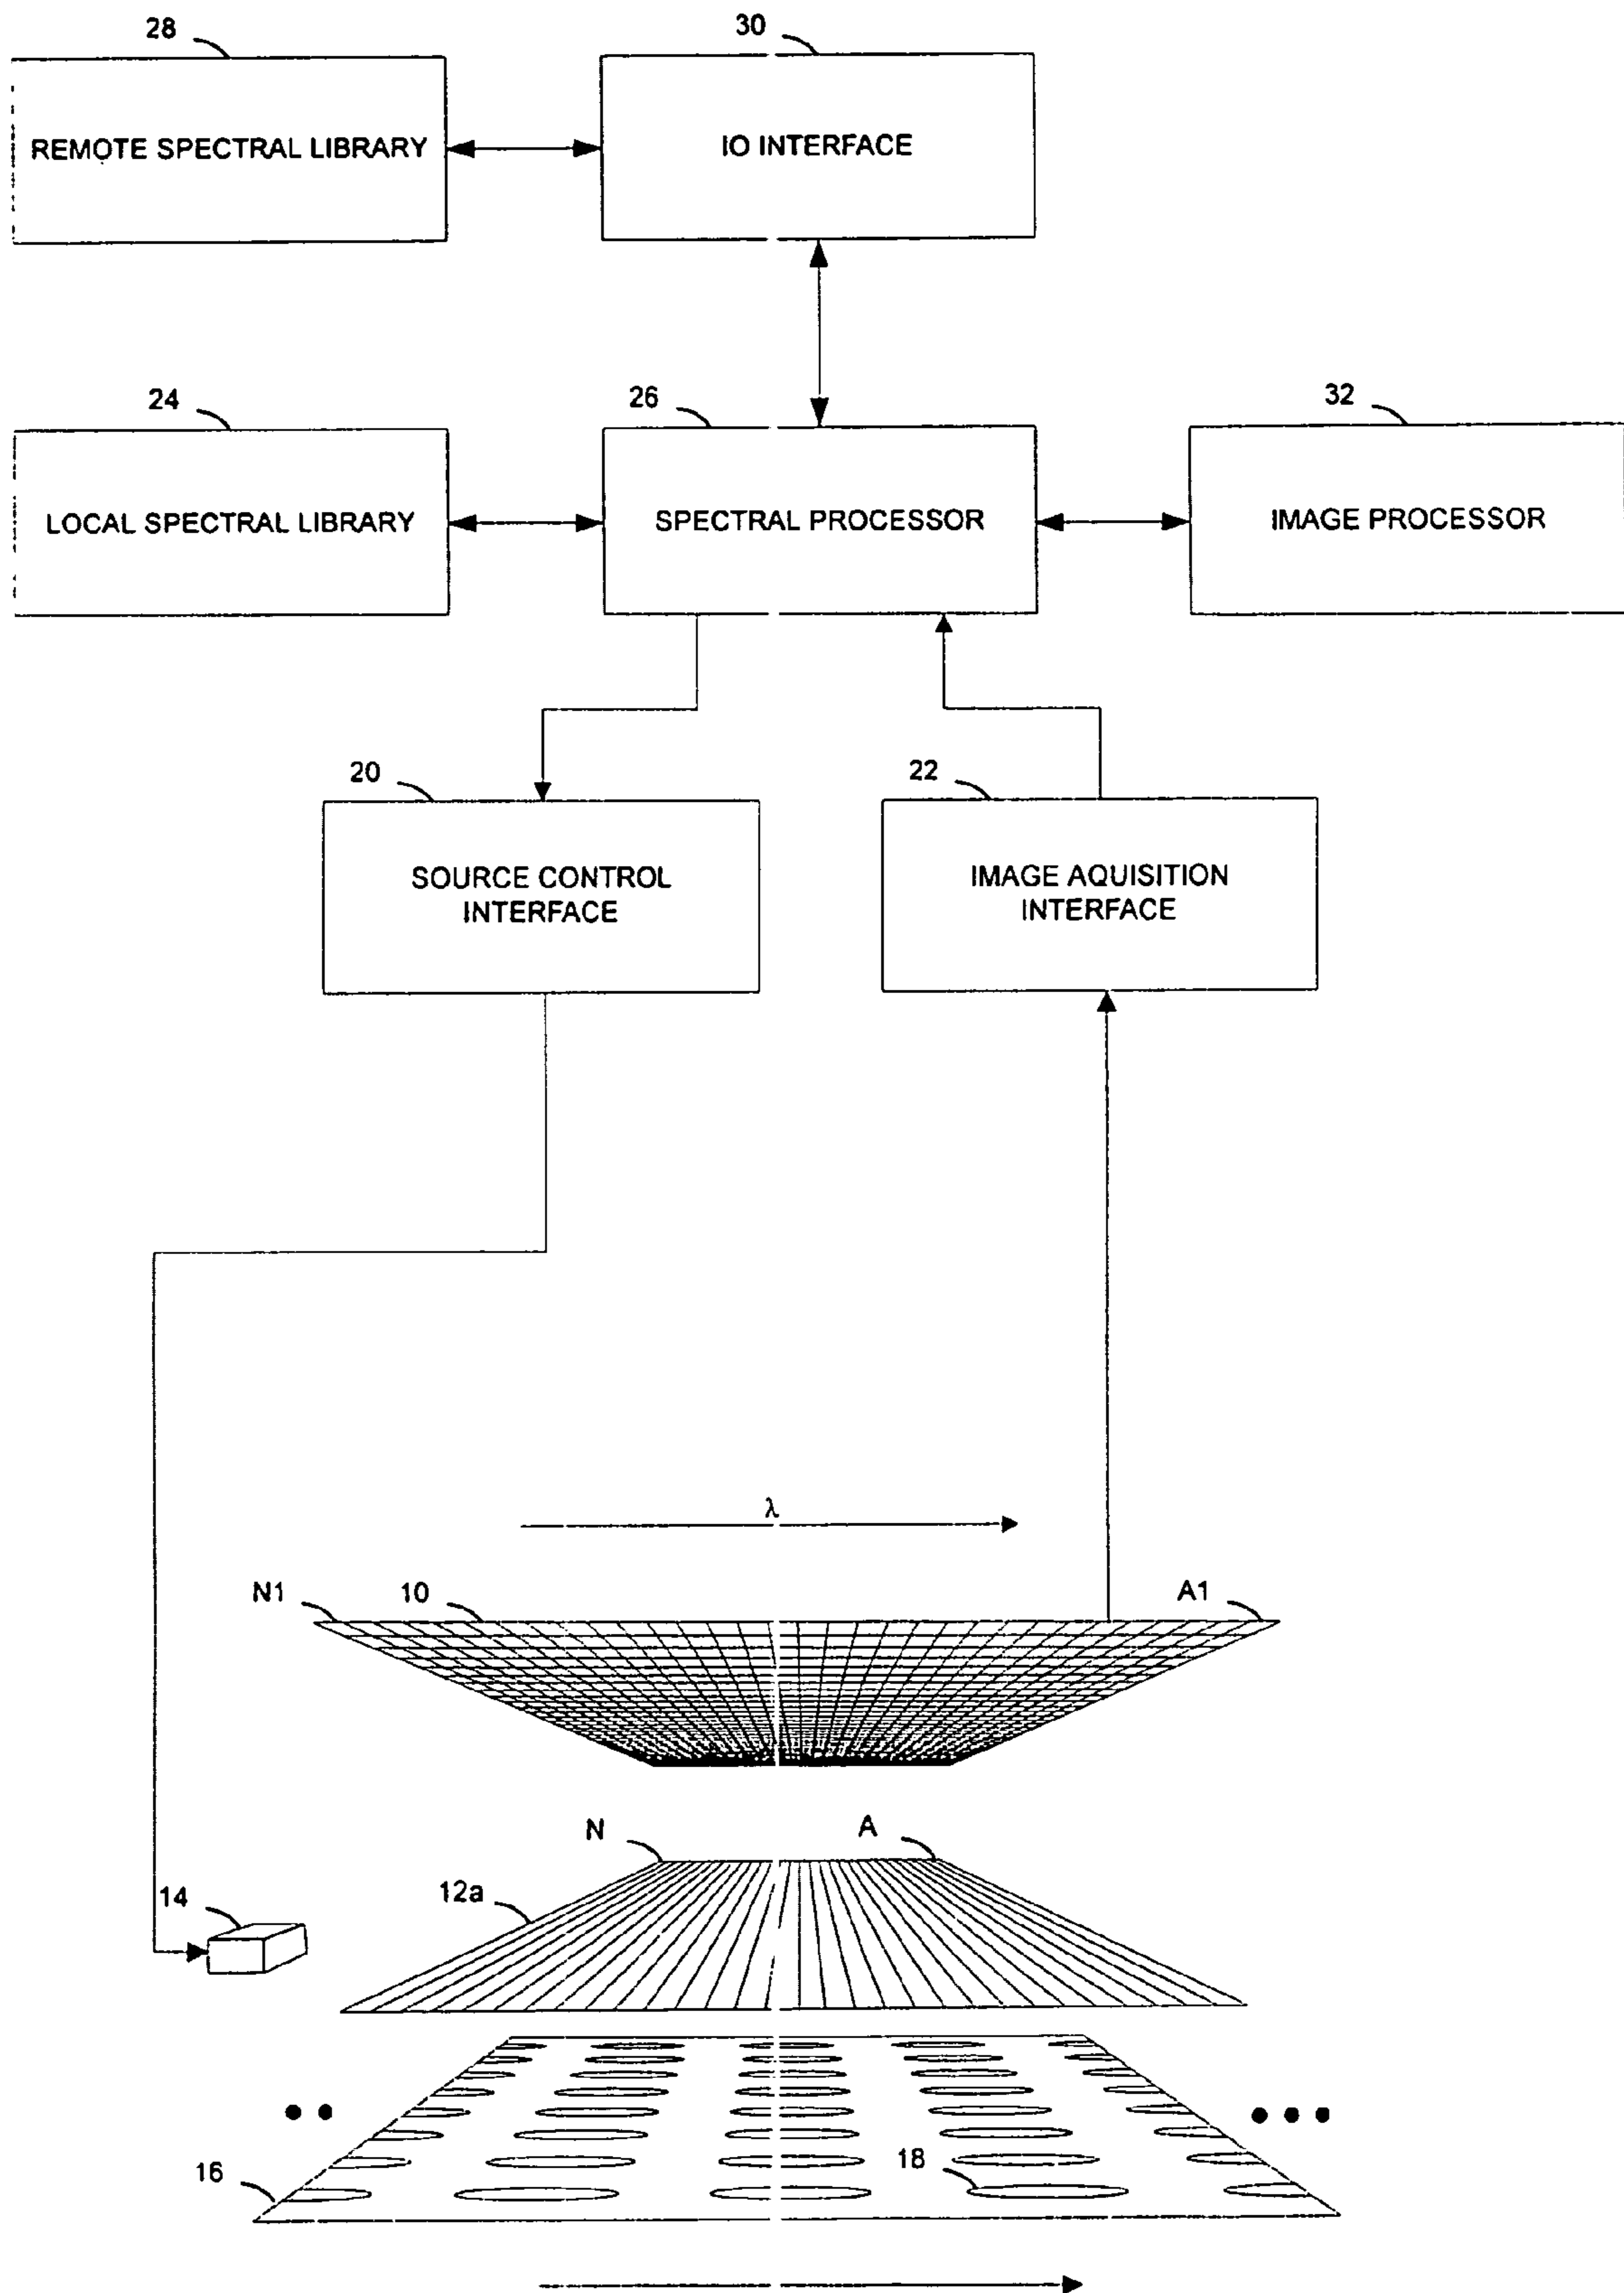 28
30
REMOTE SPECTRAL LIBRARY
IO INTERFACE
24
26
32
LOCAL SPECTRAL LIBRARY
SPECTRAL PROCESSOR
IMAGE PROCESSOR
20
22
SOURCE CONTROL
INTERFACE
IMAGE AQUISITION
INTERFACE
λ
N1
10
A1
N
A
12a
14
16
18